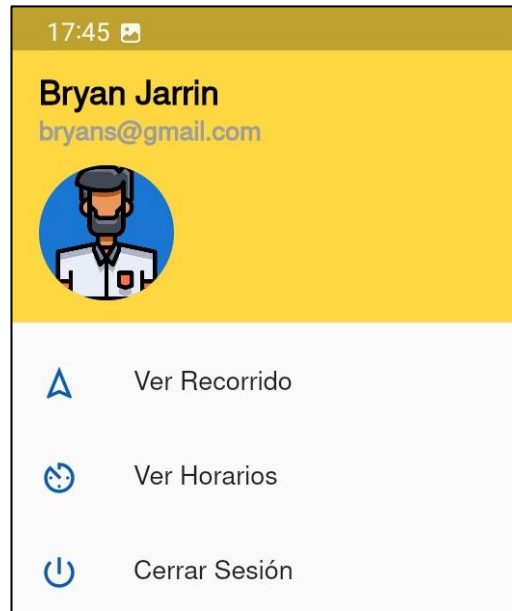 17:45
Bryan Jarrin
bryans@gmail.com
Ver Recorrido
Ver Horarios
Cerrar Sesión